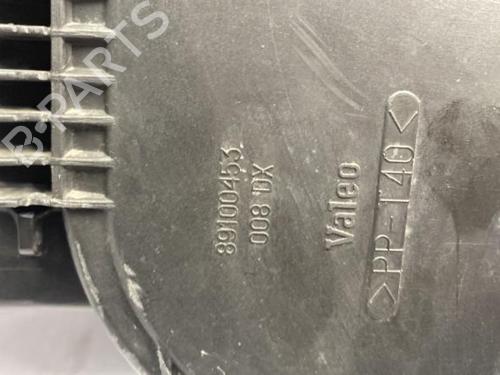 89100453
008 DX
Valeo
>PP-T40<
B-PARTS